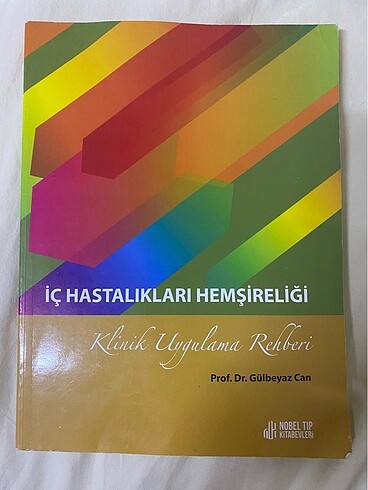 İÇ HASTALIKLARI HEMŞİRELİĞİ
Klinik Uygulama Rehberi
Prof. Dr. Gülbeyaz Can
NOBEL TIP
KİTABEVLERİ